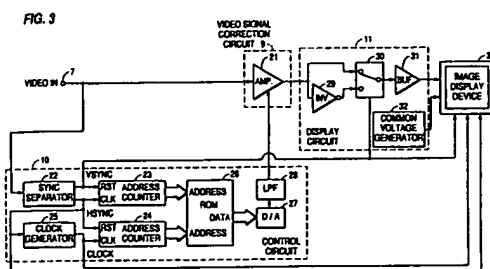 FIG. 3
VIDEO SIGNAL
CORRECTION
CIRCUIT 9
11
7
VIDEO IN
21
AMP.
30
31
29
INV
BUF
IMAGE
DISPLAY
DEVICE
32
COMMON
VOLTAGE
GENERATOR
DISPLAY
CIRCUIT
10
22
SYNC
SEPARATOR
VSYNC
23
RST ADDRESS
CLK COUNTER
26
28
LPF
ADDRESS
ROM
DATA
ADDRESS
27
D / A
25
CLOCK
GENERATOR
HSYNC
24
RST ADDRESS
CLK COUNTER
CLOCK
CONTROL
CIRCUIT